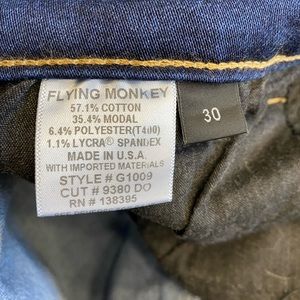 FLYING MONKEY
57.1% COTTON
35.4% MODAL
6.4% POLYESTER(T400)
1.1% LYCRA® SPANDEX
MADE IN U.S.A.
WITH IMPORTED MATERIALS
STYLE # G1009
CUT # 9380 DO
RN # 138395
30